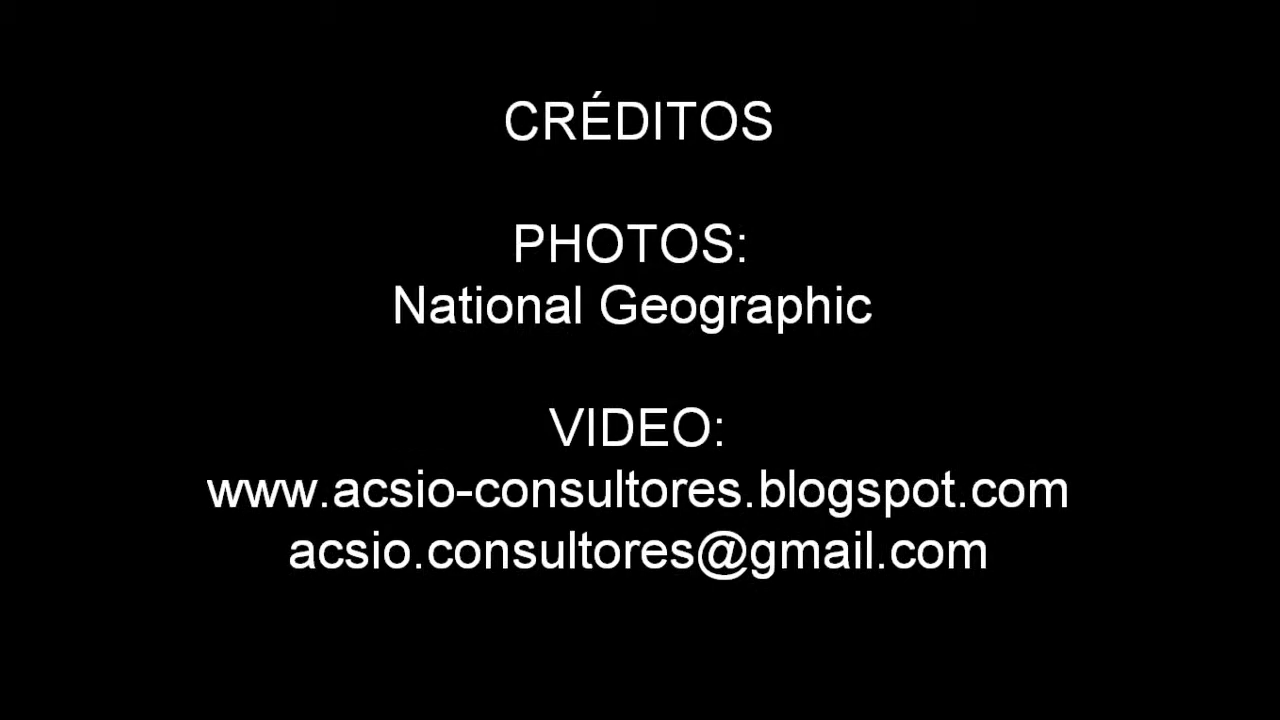 CRÉDITOS
PHOTOS:
National Geographic
VIDEO:
www.acsio-consultores.blogspot.com
acsio.consultores@gmail.com